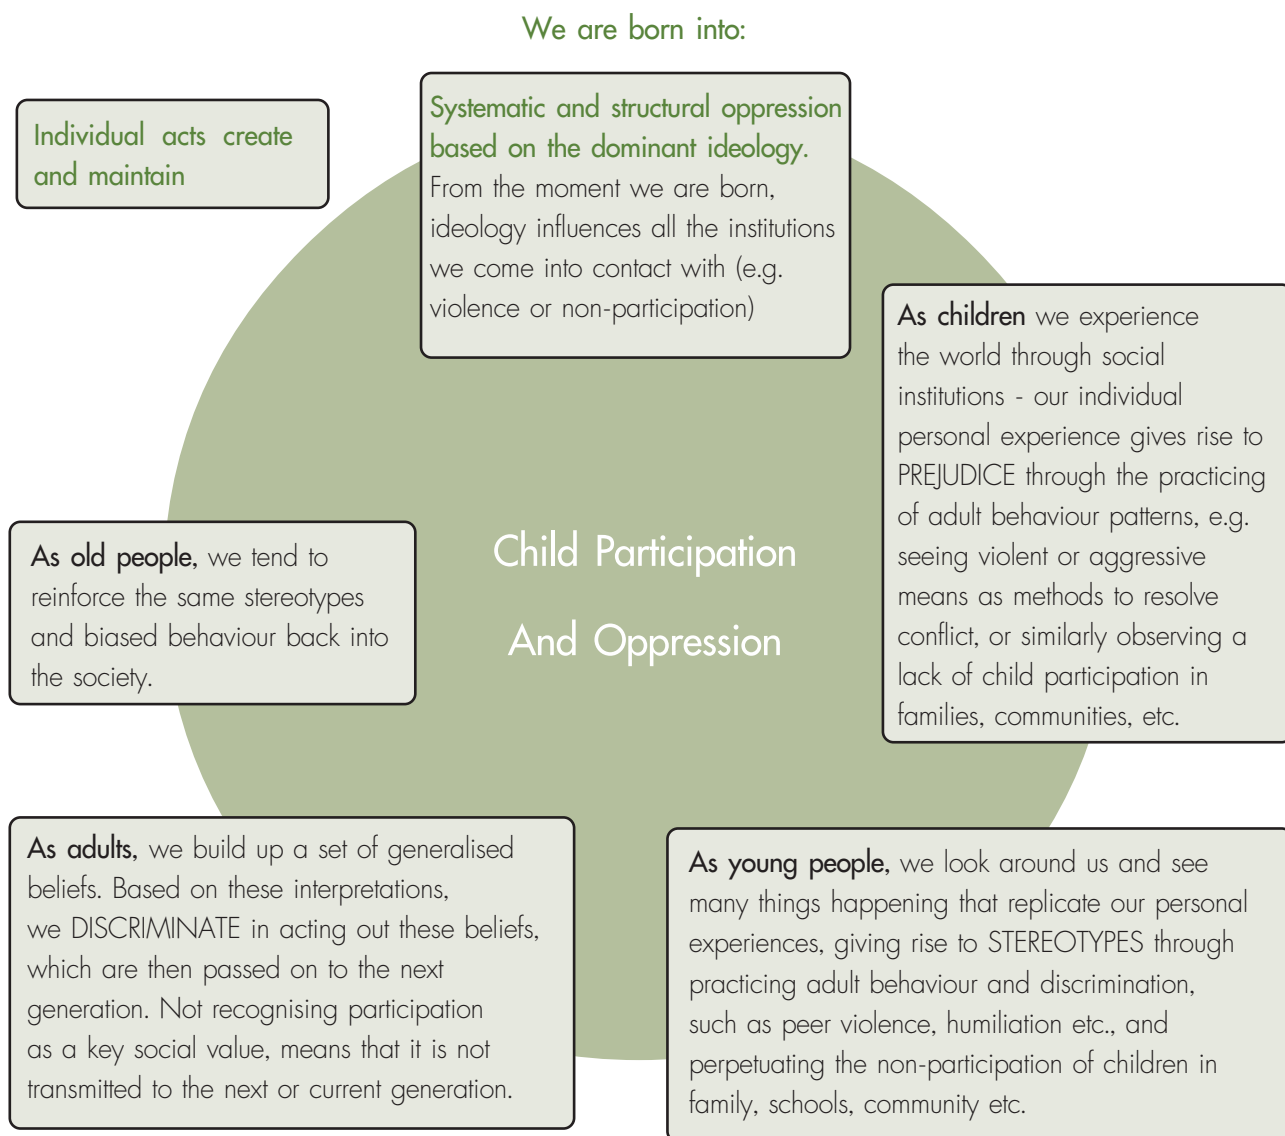 We are born into:
Individual acts create
and maintain
Systematic and structural oppression
based on the dominant ideology.
From the moment we are born,
ideology influences all the institutions
we come into contact with (e.g.
violence or non-participation)
As children we experience
the world through social
institutions - our individual
personal experience gives rise to
PREJUDICE through the practicing
of adult behaviour patterns, e.g.
seeing violent or aggressive
means as methods to resolve
conflict, or similarly observing a
lack of child participation in
families, communities, etc.
Child Participation
And Oppression
As old people, we tend to
reinforce the same stereotypes
and biased behaviour back into
the society.
As adults, we build up a set of generalised
beliefs. Based on these interpretations,
we DISCRIMINATE in acting out these beliefs,
which are then passed on to the next
generation. Not recognising participation
as a key social value, means that it is not
transmitted to the next or current generation.
As young people, we look around us and see
many things happening that replicate our personal
experiences, giving rise to STEREOTYPES through
practicing adult behaviour and discrimination,
such as peer violence, humiliation etc., and
perpetuating the non-participation of children in
family, schools, community etc.